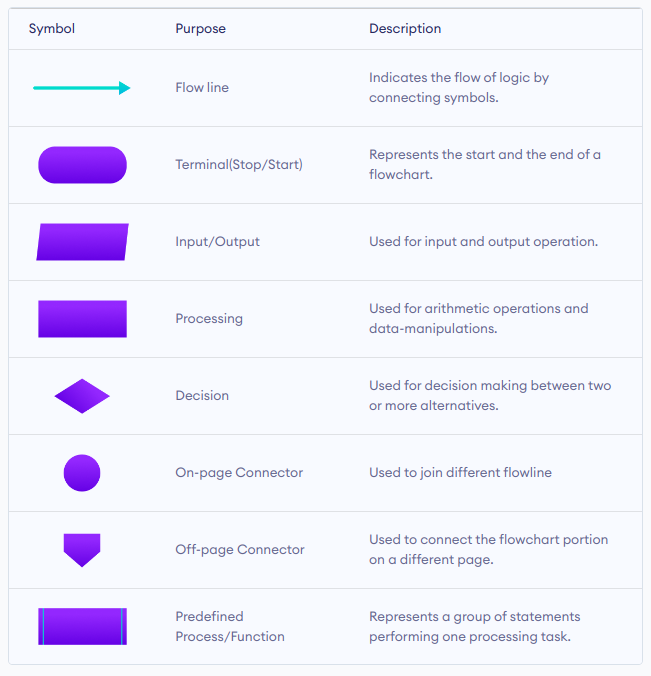 Symbol Purpose Description
Flow line
Indicates the flow of logic by
connecting symbols.
Terminal(Stop/Start)
Represents the start and the end of a
flowchart.
Input/Output
Used for input and output operation.
Processing
Used for arithmetic operations and
data-manipulations.
Decision
Used for decision making between two
or more alternatives.
On-page Connector
Used to join different flowline
Off-page Connector
Used to connect the flowchart portion
on a different page.
Predefined
Process/Function
Represents a group of statements
performing one processing task.